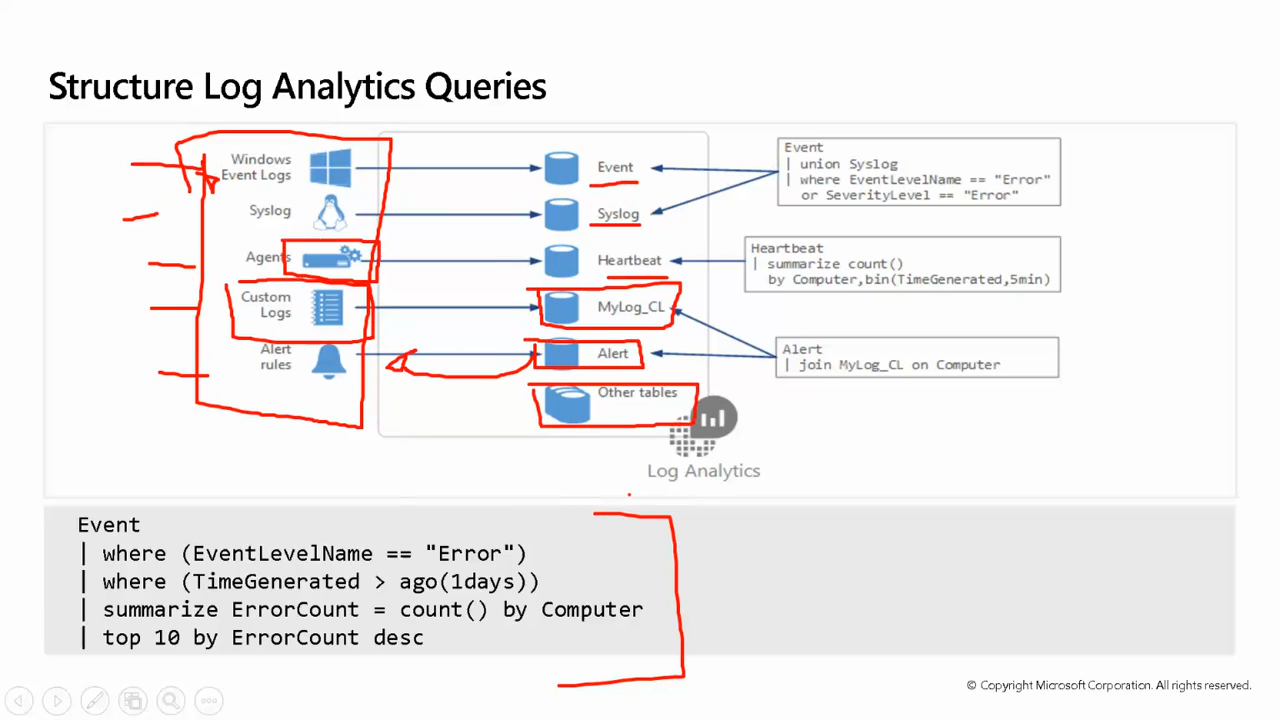 Structure Log Analytics Queries
Windows
Event Logs
Syslog
Agents
Custom
Logs
Alert
rules
Event
Syslog
Heartbeat
MyLog_CL
Alert
Other tables
Log Analytics
Event
| union Syslog
| where EventLevelName == "Error"
or SeverityLevel == "Error"
Heartbeat
| summarize count()
by Computer,bin(TimeGenerated,5min)
Alert
| join MyLog_CL on Computer
Event
| where (EventLevelName == "Error")
| where (TimeGenerated > ago(1days))
| summarize ErrorCount = count() by Computer
| top 10 by ErrorCount desc
© Copyright Microsoft Corporation. All rights reserved.